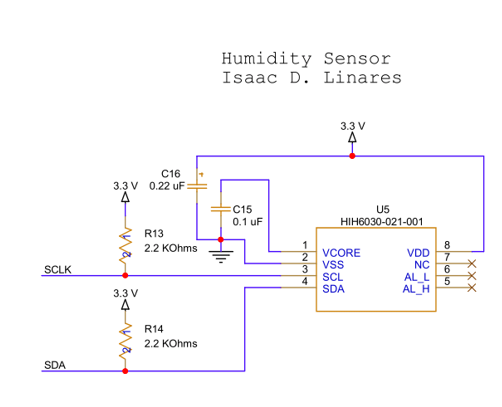 Humidity Sensor
Isaac D. Linares
3.3 V
C16
0.22 uF
+
3.3 V
C15
0.1 uF
U5
HIH6030-021-001
R13
2.2 KOhms
1 VCORE VDD 8
2 VSS NC 7
3 SCL AL_L 6
4 SDA AL_H 5
SCLK
3.3 V
R14
2.2 KOhms
SDA